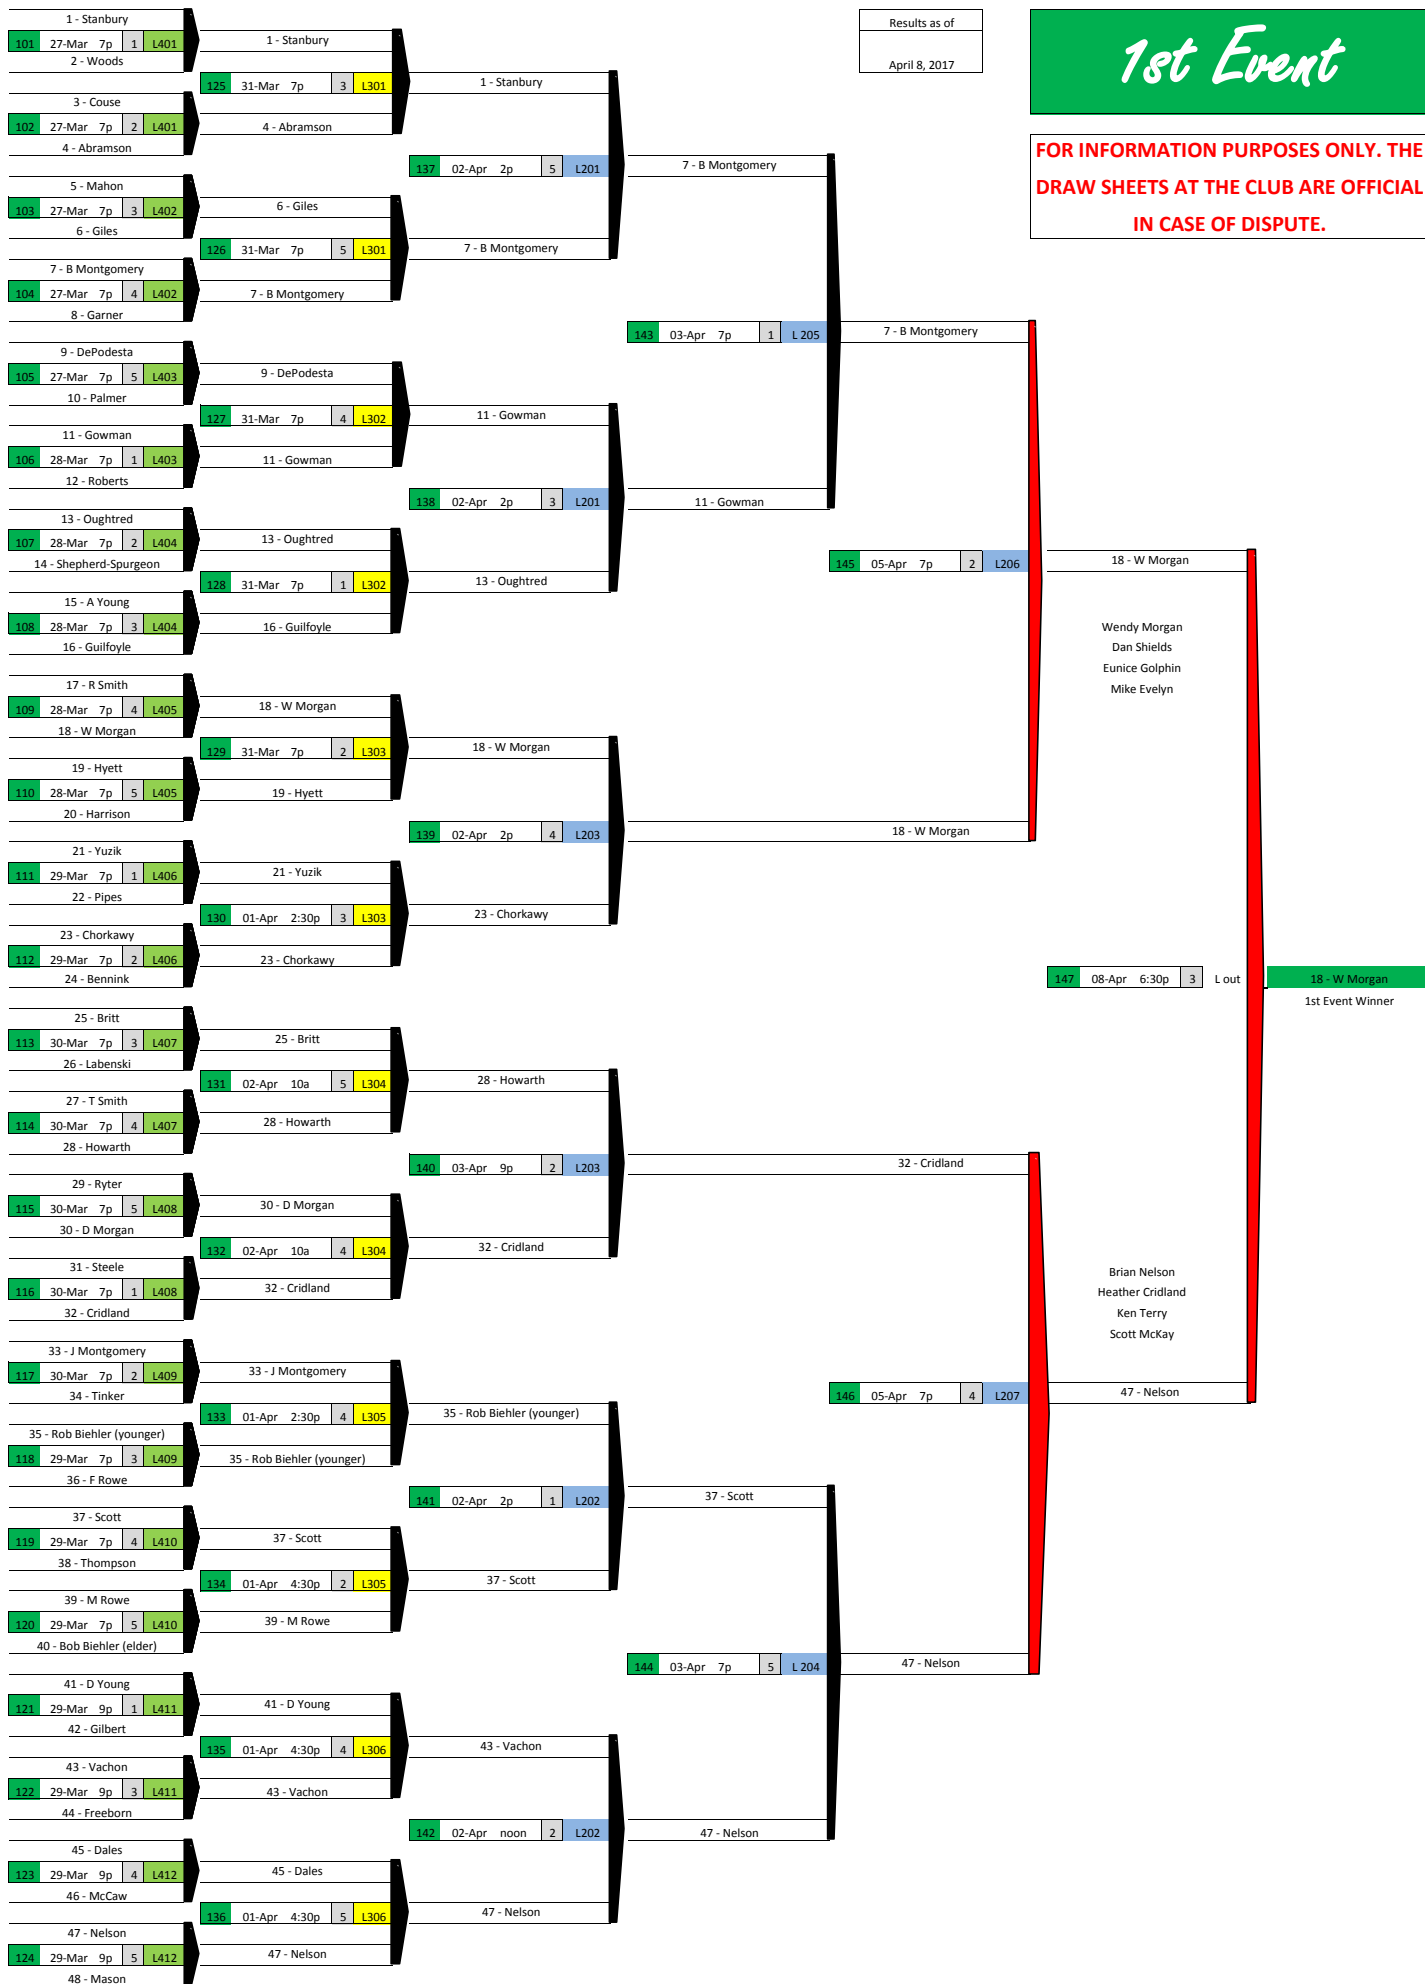 Results as of
April 8, 2017
1st Event
FOR INFORMATION PURPOSES ONLY. THE
DRAW SHEETS AT THE CLUB ARE OFFICIAL
IN CASE OF DISPUTE.
1 - Stanbury
101 27-Mar 7p 1 L401
2 - Woods
3 - Couse
102 27-Mar 7p 2 L401
4 - Abramson
5 - Mahon
103 27-Mar 7p 3 L402
6 - Giles
7 - B Montgomery
104 27-Mar 7p 4 L402
8 - Garner
9 - DePodesta
105 27-Mar 7p 5 L403
10 - Palmer
11 - Gowman
106 28-Mar 7p 1 L403
12 - Roberts
13 - Oughtred
107 28-Mar 7p 2 L404
14 - Shepherd-Spurgeon
15 - A Young
108 28-Mar 7p 3 L404
16 - Guilfoyle
17 - R Smith
109 28-Mar 7p 4 L405
18 - W Morgan
19 - Hyett
110 28-Mar 7p 5 L405
20 - Harrison
21 - Yuzik
111 29-Mar 7p 1 L406
22 - Pipes
23 - Chorkawy
112 29-Mar 7p 2 L406
24 - Bennink
25 - Britt
113 30-Mar 7p 3 L407
26 - Labenski
27 - T Smith
114 30-Mar 7p 4 L407
28 - Howarth
29 - Ryter
115 30-Mar 7p 5 L408
30 - D Morgan
31 - Steele
116 30-Mar 7p 1 L408
32 - Cridland
33 - J Montgomery
117 30-Mar 7p 2 L409
34 - Tinker
35 - Rob Biehler (younger)
118 29-Mar 7p 3 L409
36 - F Rowe
37 - Scott
119 29-Mar 7p 4 L410
38 - Thompson
39 - M Rowe
120 29-Mar 7p 5 L410
40 - Bob Biehler (elder)
41 - D Young
121 29-Mar 9p 1 L411
42 - Gilbert
43 - Vachon
122 29-Mar 9p 3 L411
44 - Freeborn
45 - Dales
123 29-Mar 9p 4 L412
46 - McCaw
47 - Nelson
124 29-Mar 9p 5 L412
48 - Mason
1 - Stanbury
125 31-Mar 7p 3 L301
4 - Abramson
6 - Giles
126 31-Mar 7p 5 L301
7 - B Montgomery
9 - DePodesta
127 31-Mar 7p 4 L302
11 - Gowman
13 - Oughtred
128 31-Mar 7p 1 L302
16 - Guilfoyle
18 - W Morgan
129 31-Mar 7p 2 L303
19 - Hyett
21 - Yuzik
130 01-Apr 2:30p 3 L303
23 - Chorkawy
25 - Britt
131 02-Apr 10a 5 L304
28 - Howarth
30 - D Morgan
132 02-Apr 10a 4 L304
32 - Cridland
33 - J Montgomery
133 01-Apr 2:30p 4 L305
35 - Rob Biehler (younger)
37 - Scott
134 01-Apr 4:30p 2 L305
39 - M Rowe
41 - D Young
135 01-Apr 4:30p 4 L306
43 - Vachon
45 - Dales
136 01-Apr 4:30p 5 L306
47 - Nelson
1 - Stanbury
137 02-Apr 2p 5 L201
7 - B Montgomery
11 - Gowman
138 02-Apr 2p 3 L201
13 - Oughtred
18 - W Morgan
139 02-Apr 2p 4 L203
23 - Chorkawy
28 - Howarth
140 03-Apr 9p 2 L203
32 - Cridland
35 - Rob Biehler (younger)
141 02-Apr 2p 1 L202
37 - Scott
43 - Vachon
142 02-Apr noon 2 L202
47 - Nelson
7 - B Montgomery
143 03-Apr 7p 1 L 205
11 - Gowman
37 - Scott
144 03-Apr 7p 5 L 204
47 - Nelson
7 - B Montgomery
145 05-Apr 7p 2 L206
18 - W Morgan
32 - Cridland
146 05-Apr 7p 4 L207
47 - Nelson
18 - W Morgan
Wendy Morgan
Dan Shields
Eunice Golphin
Mike Evelyn
147 08-Apr 6:30p 3 L out
Brian Nelson
Heather Cridland
Ken Terry
Scott McKay
47 - Nelson
18 - W Morgan
1st Event Winner